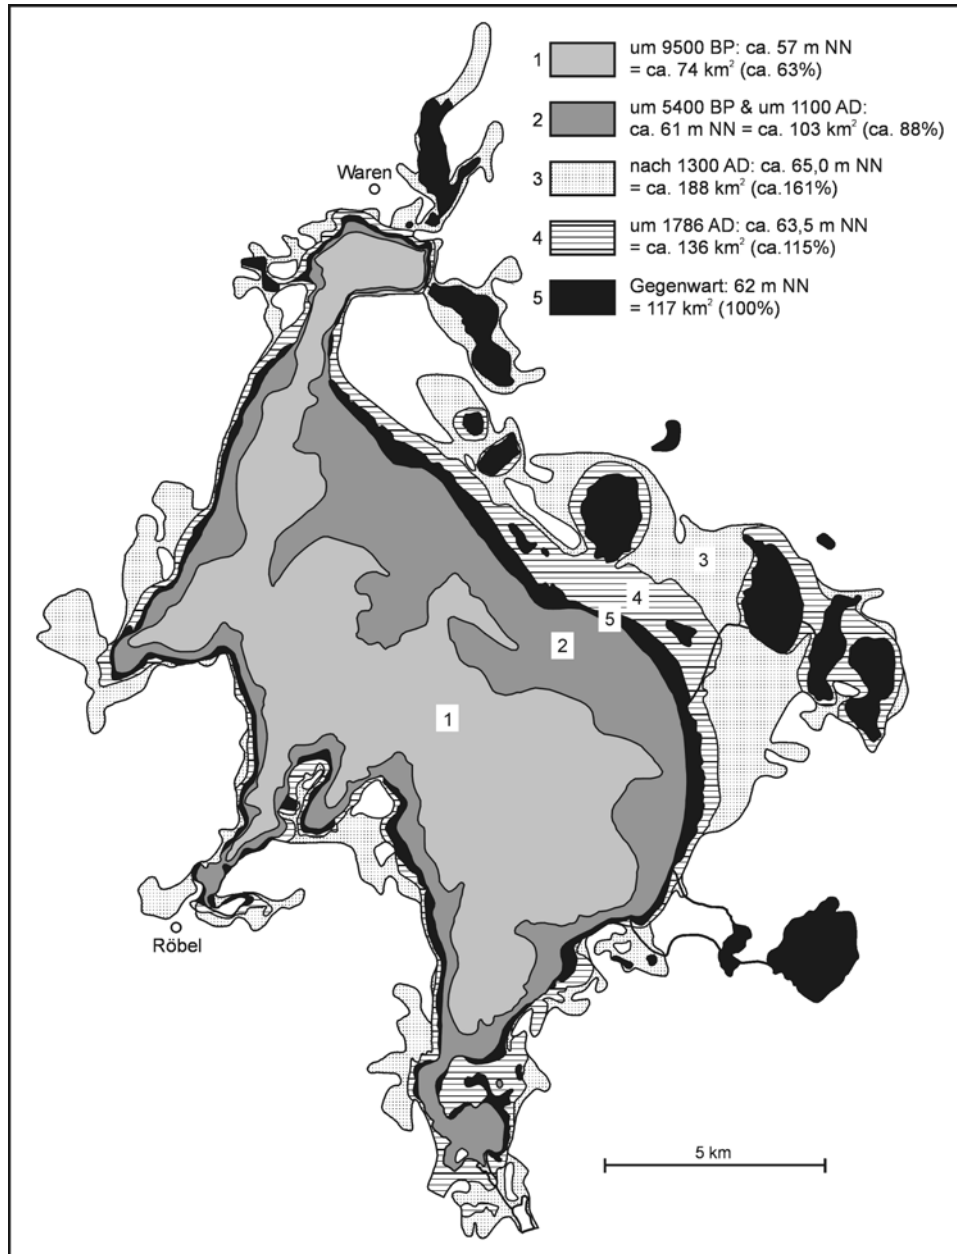 1
um 9500 BP: ca. 57 m NN
= ca. 74 km² (ca. 63%)
2
um 5400 BP & um 1100 AD:
ca. 61 m NN = ca. 103 km² (ca. 88%)
3
nach 1300 AD: ca. 65,0 m NN
= ca. 188 km² (ca.161%)
4
um 1786 AD: ca. 63,5 m NN
= ca. 136 km² (ca.115%)
5
Gegenwart: 62 m NN
= 117 km² (100%)
Waren
3
4
5
2
1
Röbel
5 km